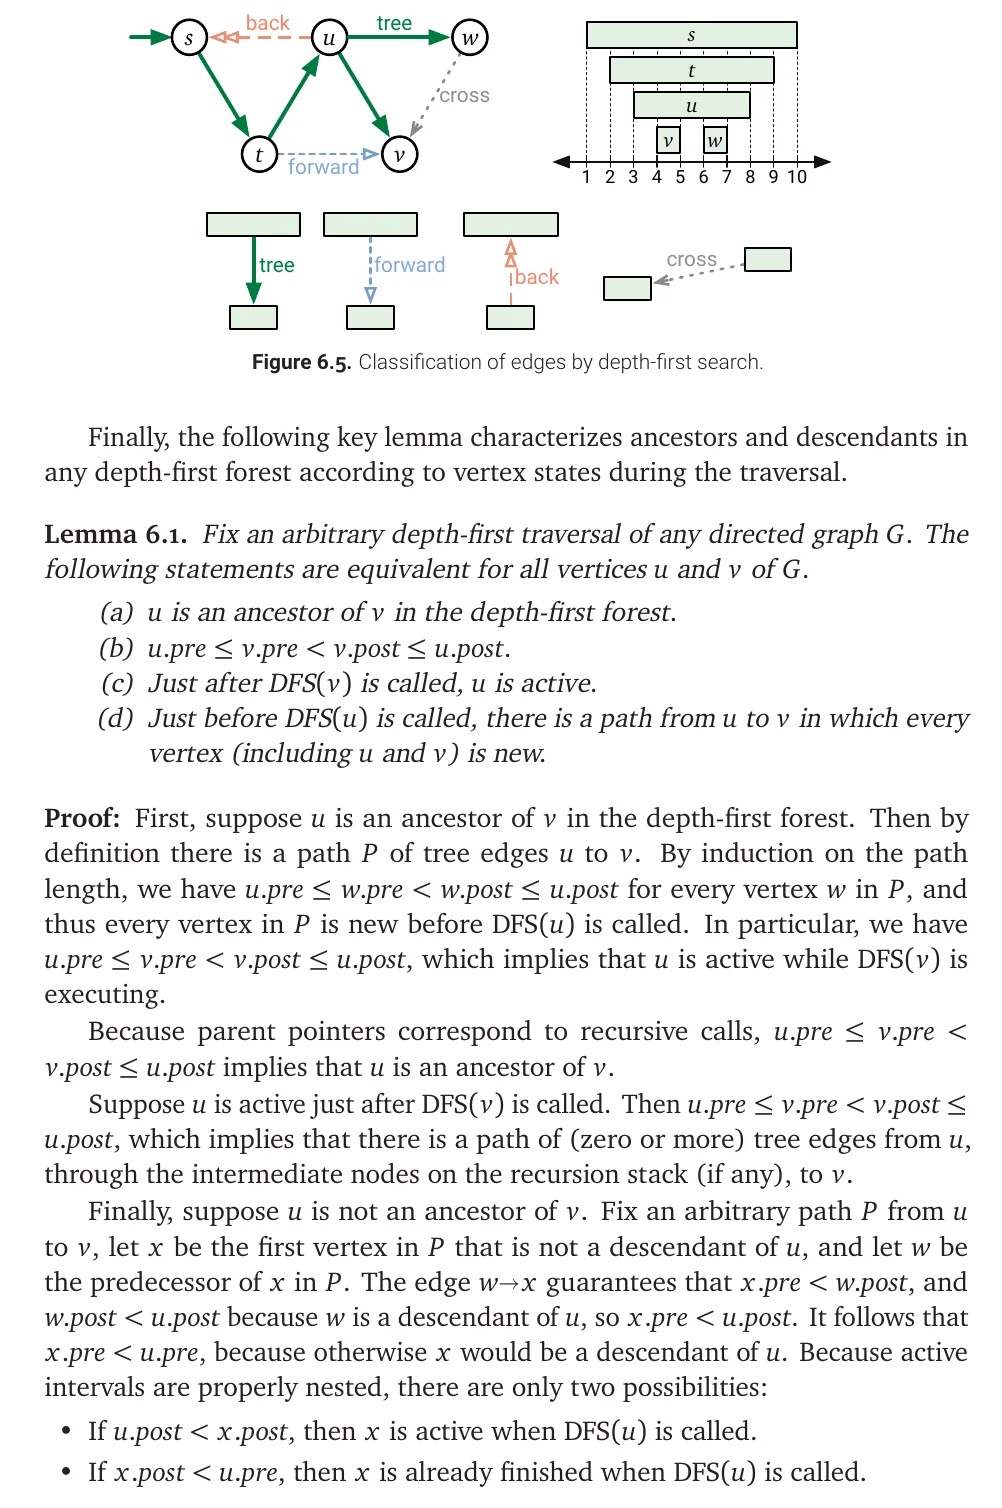 back
tree
s
u
w
cross
t
forward
v
s
t
u
v
w
1 2 3 4 5 6 7 8 9 10
tree
forward
back
cross
Figure 6.5. Classification of edges by depth-first search.
Finally, the following key lemma characterizes ancestors and descendants in
any depth-first forest according to vertex states during the traversal.
Lemma 6.1. Fix an arbitrary depth-first traversal of any directed graph G. The
following statements are equivalent for all vertices u and v of G.
(a) u is an ancestor of v in the depth-first forest.
(b) u.pre ≤ v.pre < v.post ≤ u.post.
(c) Just after DFS(v) is called, u is active.
(d) Just before DFS(u) is called, there is a path from u to v in which every
vertex (including u and v) is new.
Proof: First, suppose u is an ancestor of v in the depth-first forest. Then by
definition there is a path P of tree edges u to v. By induction on the path
length, we have u.pre ≤ w.pre < w.post ≤ u.post for every vertex w in P, and
thus every vertex in P is new before DFS(u) is called. In particular, we have
u.pre ≤ v.pre < v.post ≤ u.post, which implies that u is active while DFS(v) is
executing.
Because parent pointers correspond to recursive calls, u.pre ≤ v.pre <
v.post ≤ u.post implies that u is an ancestor of v.
Suppose u is active just after DFS(v) is called. Then u.pre ≤ v.pre < v.post ≤
u.post, which implies that there is a path of (zero or more) tree edges from u,
through the intermediate nodes on the recursion stack (if any), to v.
Finally, suppose u is not an ancestor of v. Fix an arbitrary path P from u
to v, let x be the first vertex in P that is not a descendant of u, and let w be
the predecessor of x in P. The edge w→x guarantees that x.pre < w.post, and
w.post < u.post because w is a descendant of u, so x.pre < u.post. It follows that
x.pre < u.pre, because otherwise x would be a descendant of u. Because active
intervals are properly nested, there are only two possibilities:
• If u.post < x.post, then x is active when DFS(u) is called.
• If x.post < u.pre, then x is already finished when DFS(u) is called.